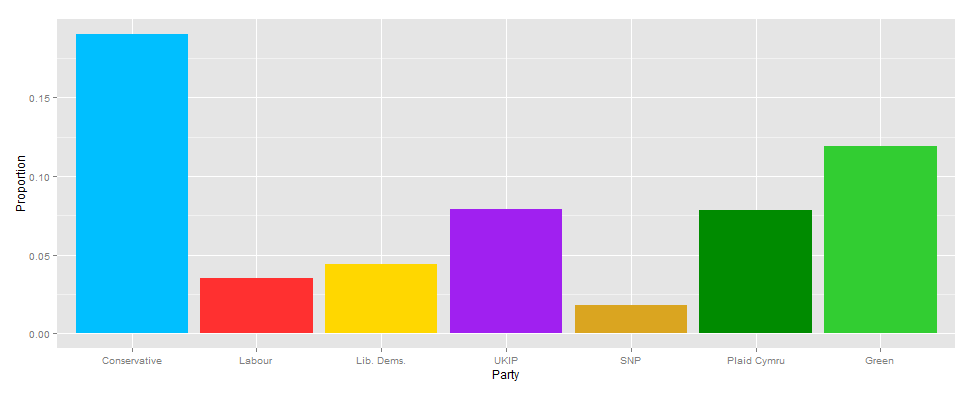 Proportion
0.15
0.10
0.05
0.00
Conservative Labour Lib. Dems. UKIP SNP Plaid Cymru Green
Party